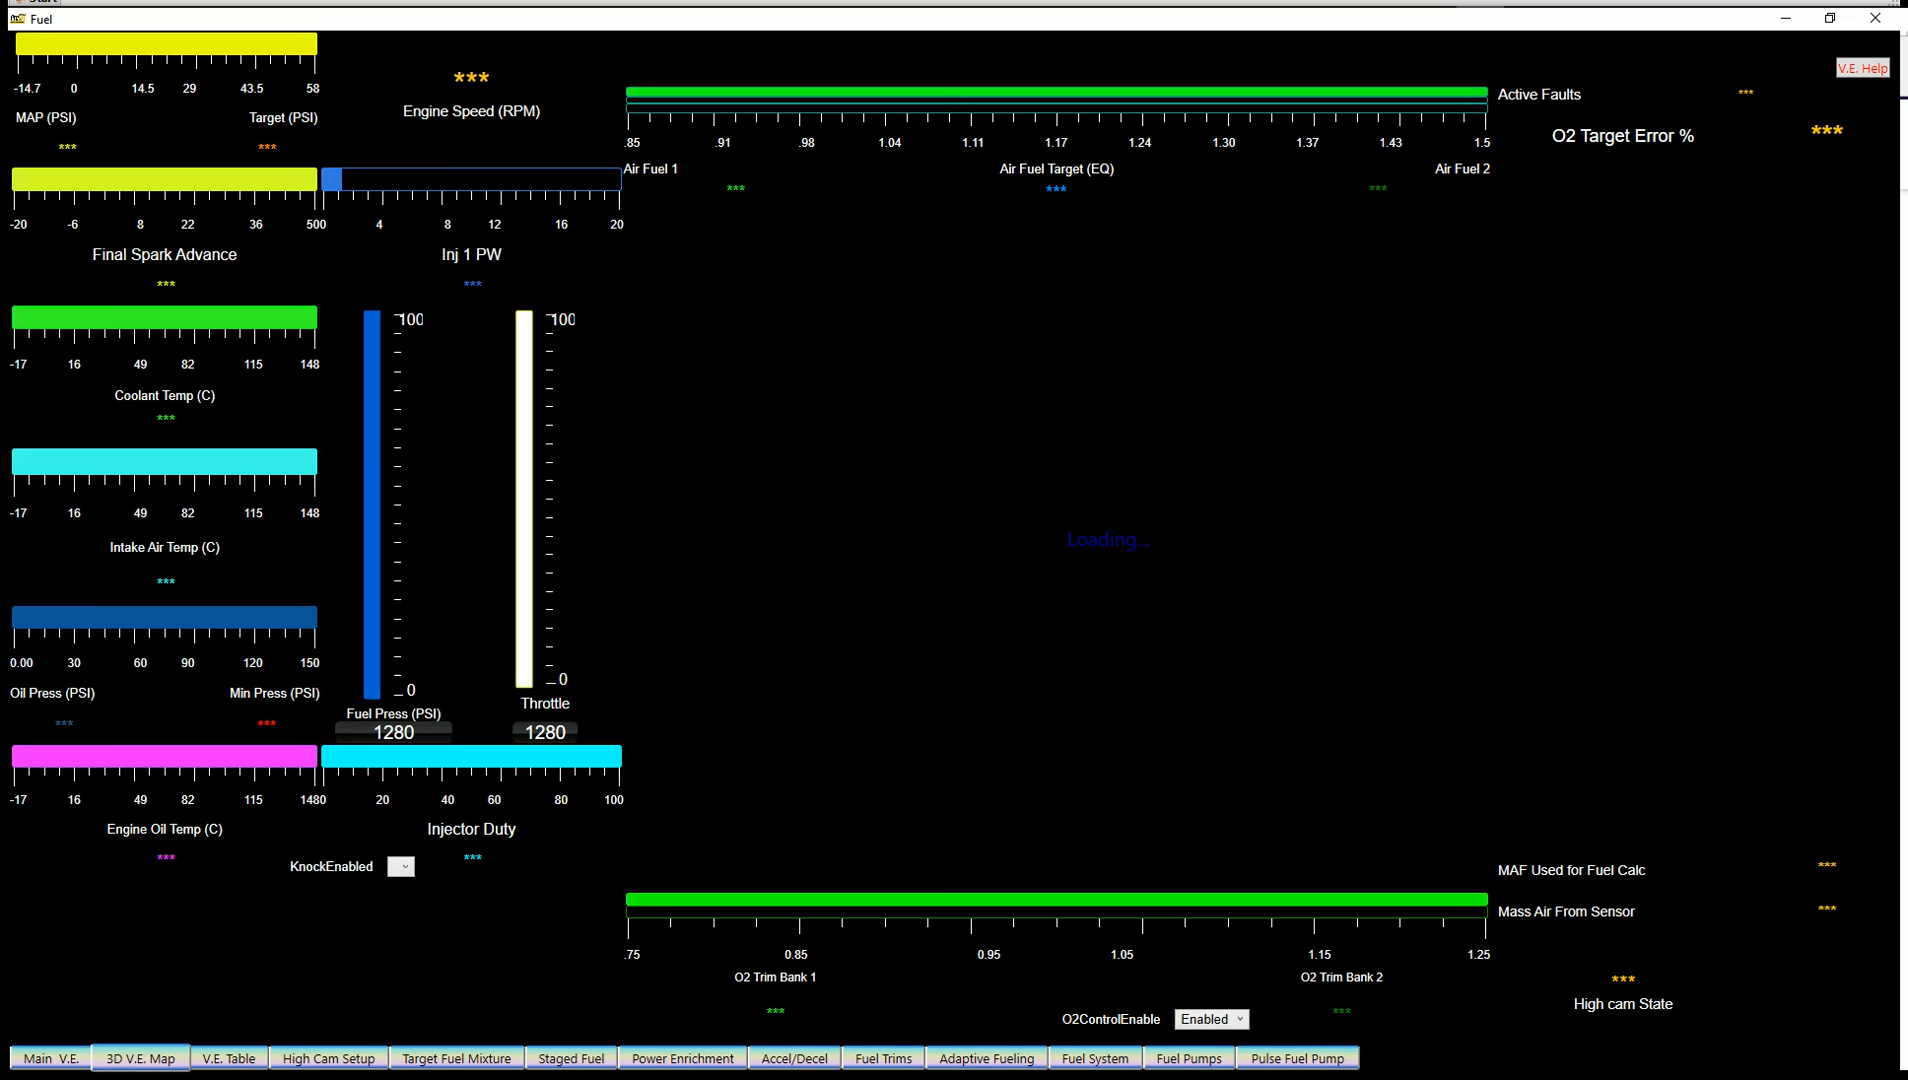 Start
Fuel
-14.7 0 14.5 29 43.5 58
MAP (PSI) Target (PSI)
*** ***
***
Engine Speed (RPM)
.85 .91 .98 1.04 1.11 1.17 1.24 1.30 1.37 1.43 1.5
Air Fuel 1 Air Fuel Target (EQ) Air Fuel 2
*** *** ***
V.E. Help
Active Faults ***
O2 Target Error % ***
-20 -6 8 22 36 500 4 8 12 16 20
Final Spark Advance Inj 1 PW
*** ***
-17 16 49 82 115 148
Coolant Temp (C)
***
-17 16 49 82 115 148
Intake Air Temp (C)
***
0.00 30 60 90 120 150
Oil Press (PSI) Min Press (PSI)
*** ***
100 100
0 0
Fuel Press (PSI) Throttle
1280 1280
Loading...
-17 16 49 82 115 1480 20 40 60 80 100
Engine Oil Temp (C) Injector Duty
*** ***
KnockEnabled
MAF Used for Fuel Calc ***
Mass Air From Sensor ***
.75 0.85 0.95 1.05 1.15 1.25
O2 Trim Bank 1 O2 Trim Bank 2
*** ***
O2ControlEnable Enabled
***
High cam State
Main V.E. 3D V.E. Map V.E. Table High Cam Setup Target Fuel Mixture Staged Fuel Power Enrichment Accel/Decel Fuel Trims Adaptive Fueling Fuel System Fuel Pumps Pulse Fuel Pump